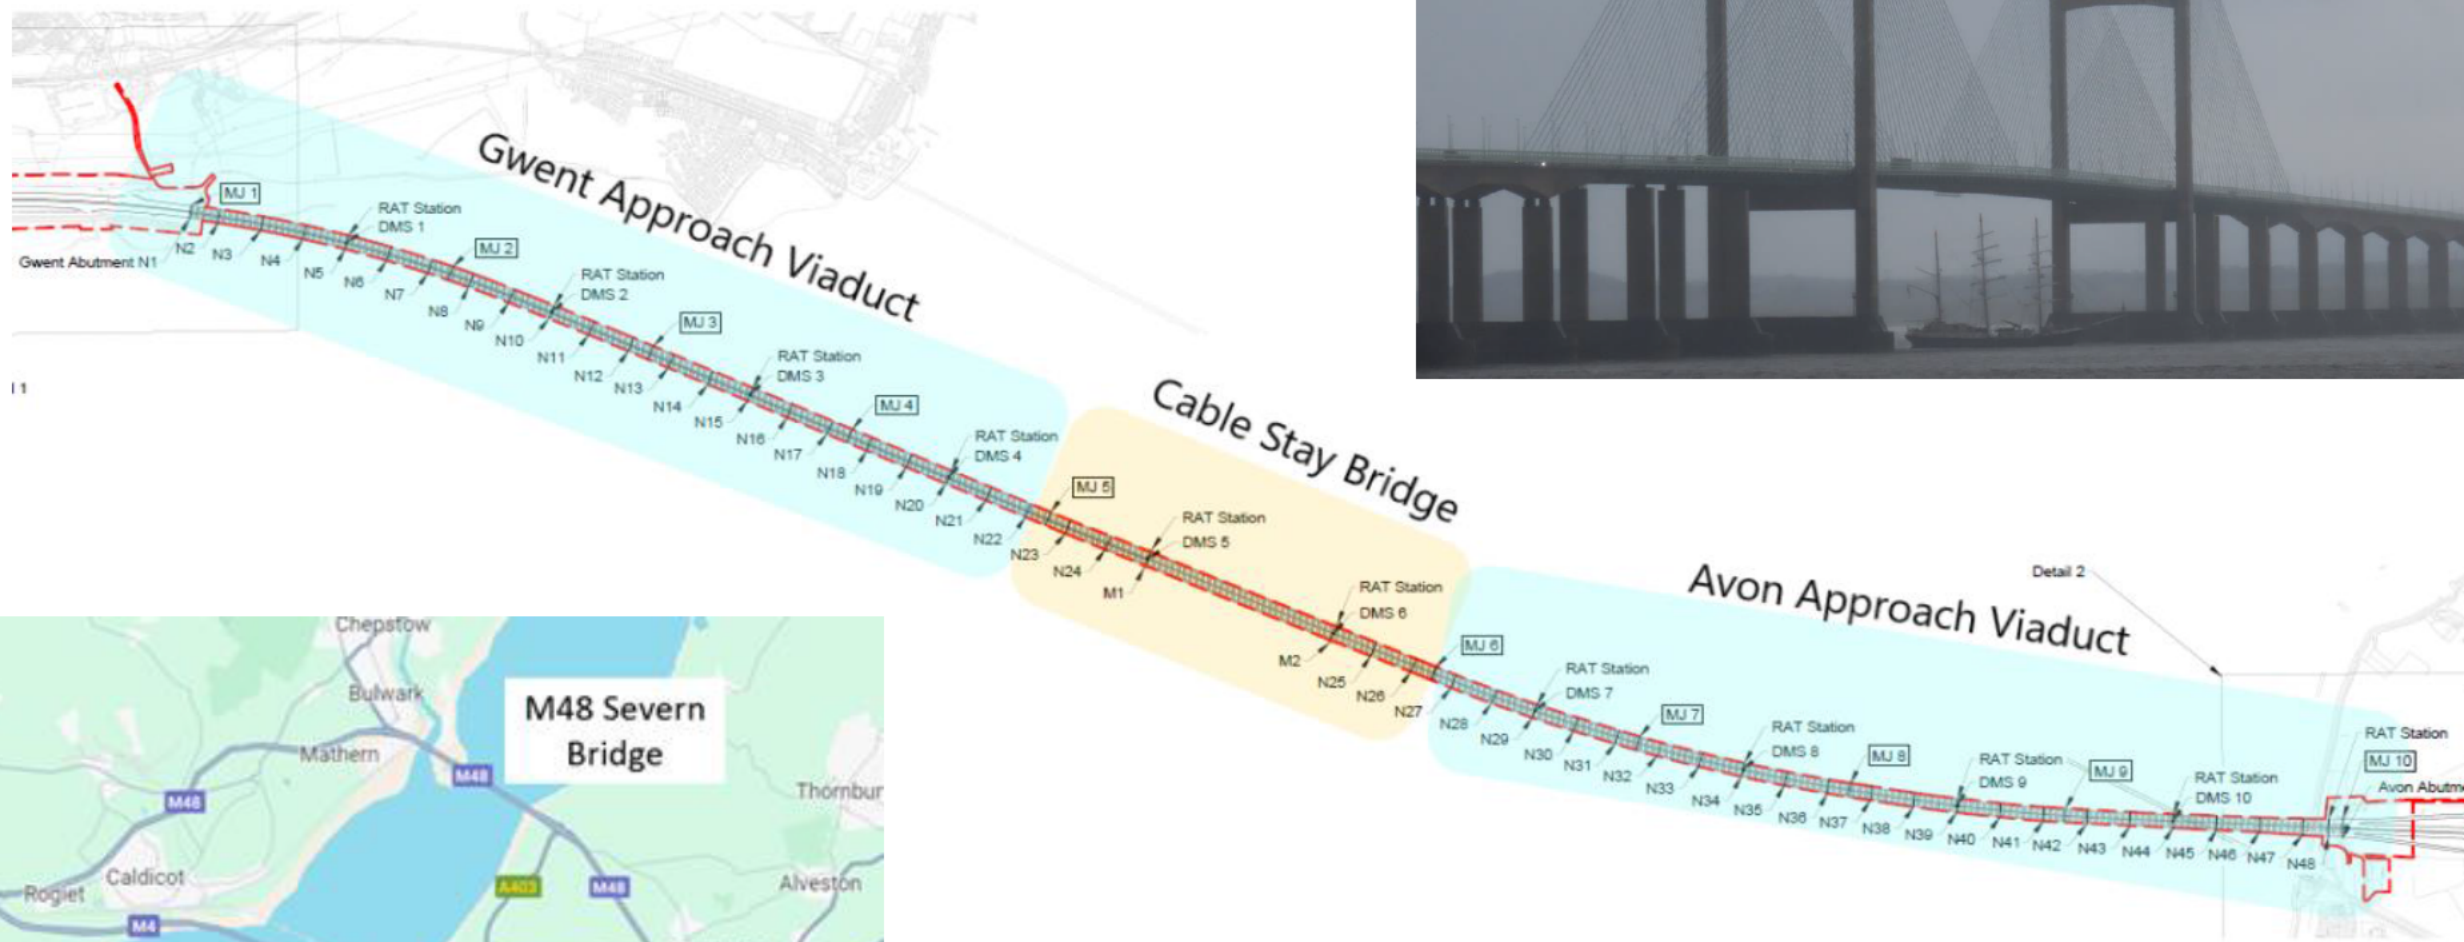 Gwent Approach Viaduct
MJ 1
RAT Station
DMS 1
MJ 2
RAT Station
DMS 2
MJ 3
RAT Station
DMS 3
MJ 4
RAT Station
DMS 4
Gwent Abutment N1
N2
N3
N4
N5
N6
N7
N8
N9
N10
N11
N12
N13
N14
N15
N16
N17
N18
N19
N20
N21
N22
Cable Stay Bridge
MJ 5
RAT Station
DMS 5
RAT Station
DMS 6
N23
N24
M1
M2
N25
N26
N27
Avon Approach Viaduct
Detail 2
MJ 6
RAT Station
DMS 7
MJ 7
RAT Station
DMS 8
MJ 8
RAT Station
DMS 9
MJ 9
RAT Station
DMS 10
RAT Station
MJ 10
Avon Abutm
N28
N29
N30
N31
N32
N33
N34
N35
N36
N37
N38
N39
N40
N41
N42
N43
N44
N45
N46
N47
N48
M48 Severn
Bridge
Chepstow
Bulwark
Mathern
M48
M48
Thornbur
Caldicot
Rogiet
A403
M48
Alveston
M4